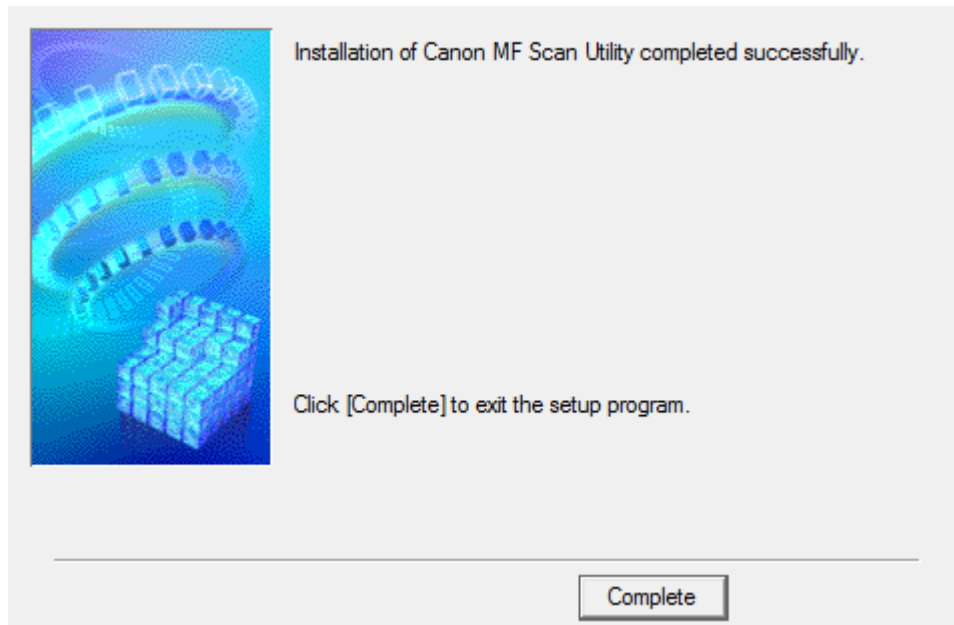 Installation of Canon MF Scan Utility completed successfully.
Click [Complete] to exit the setup program.
Complete